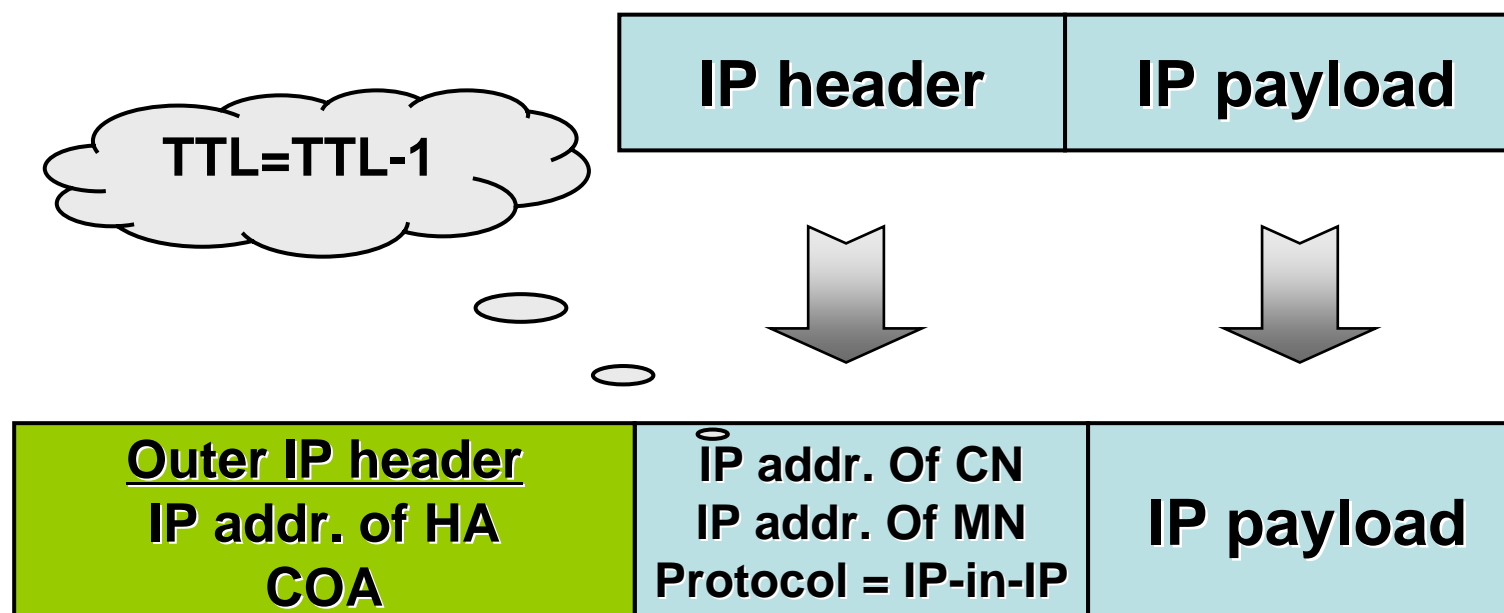 IP header
IP payload
TTL=TTL-1
Outer IP header
IP addr. of HA
COA
IP addr. Of CN
IP addr. Of MN
Protocol = IP-in-IP
IP payload